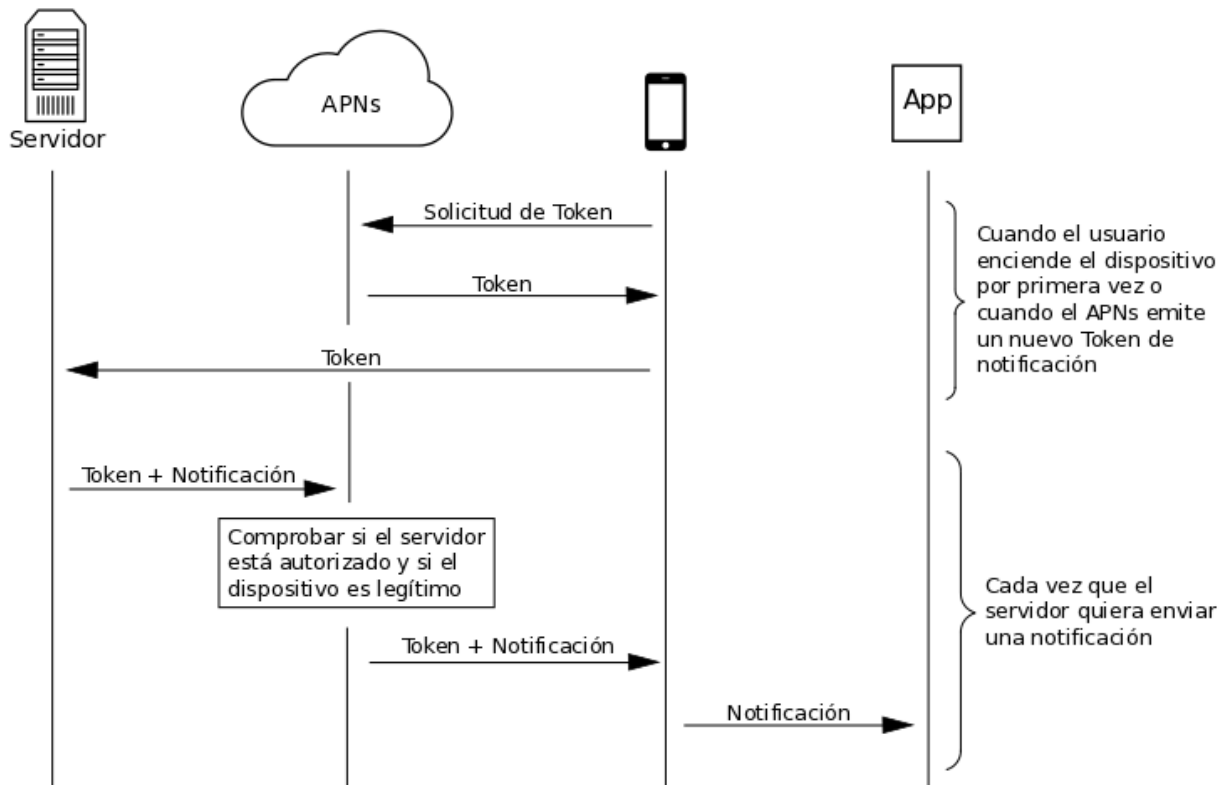 Servidor
APNs
App
Solicitud de Token
Token
Token
Cuando el usuario
enciende el dispositivo
por primera vez o
cuando el APNs emite
un nuevo Token de
notificación
Token + Notificación
Comprobar si el servidor
está autorizado y si el
dispositivo es legítimo
Token + Notificación
Notificación
Cada vez que el
servidor quiera enviar
una notificación